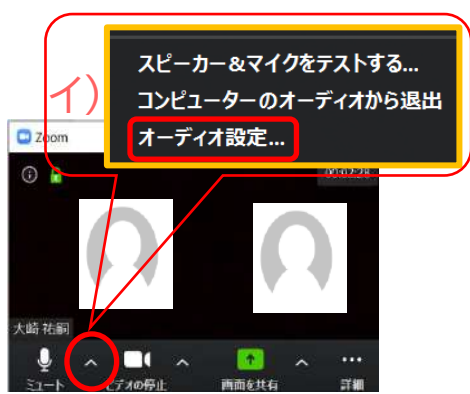 イ)
スピーカー&マイクをテストする...
コンピューターのオーディオから退出
オーディオ設定...
Zoom
大崎 祐嗣
ミュート
ビデオの停止
画面を共有
詳細